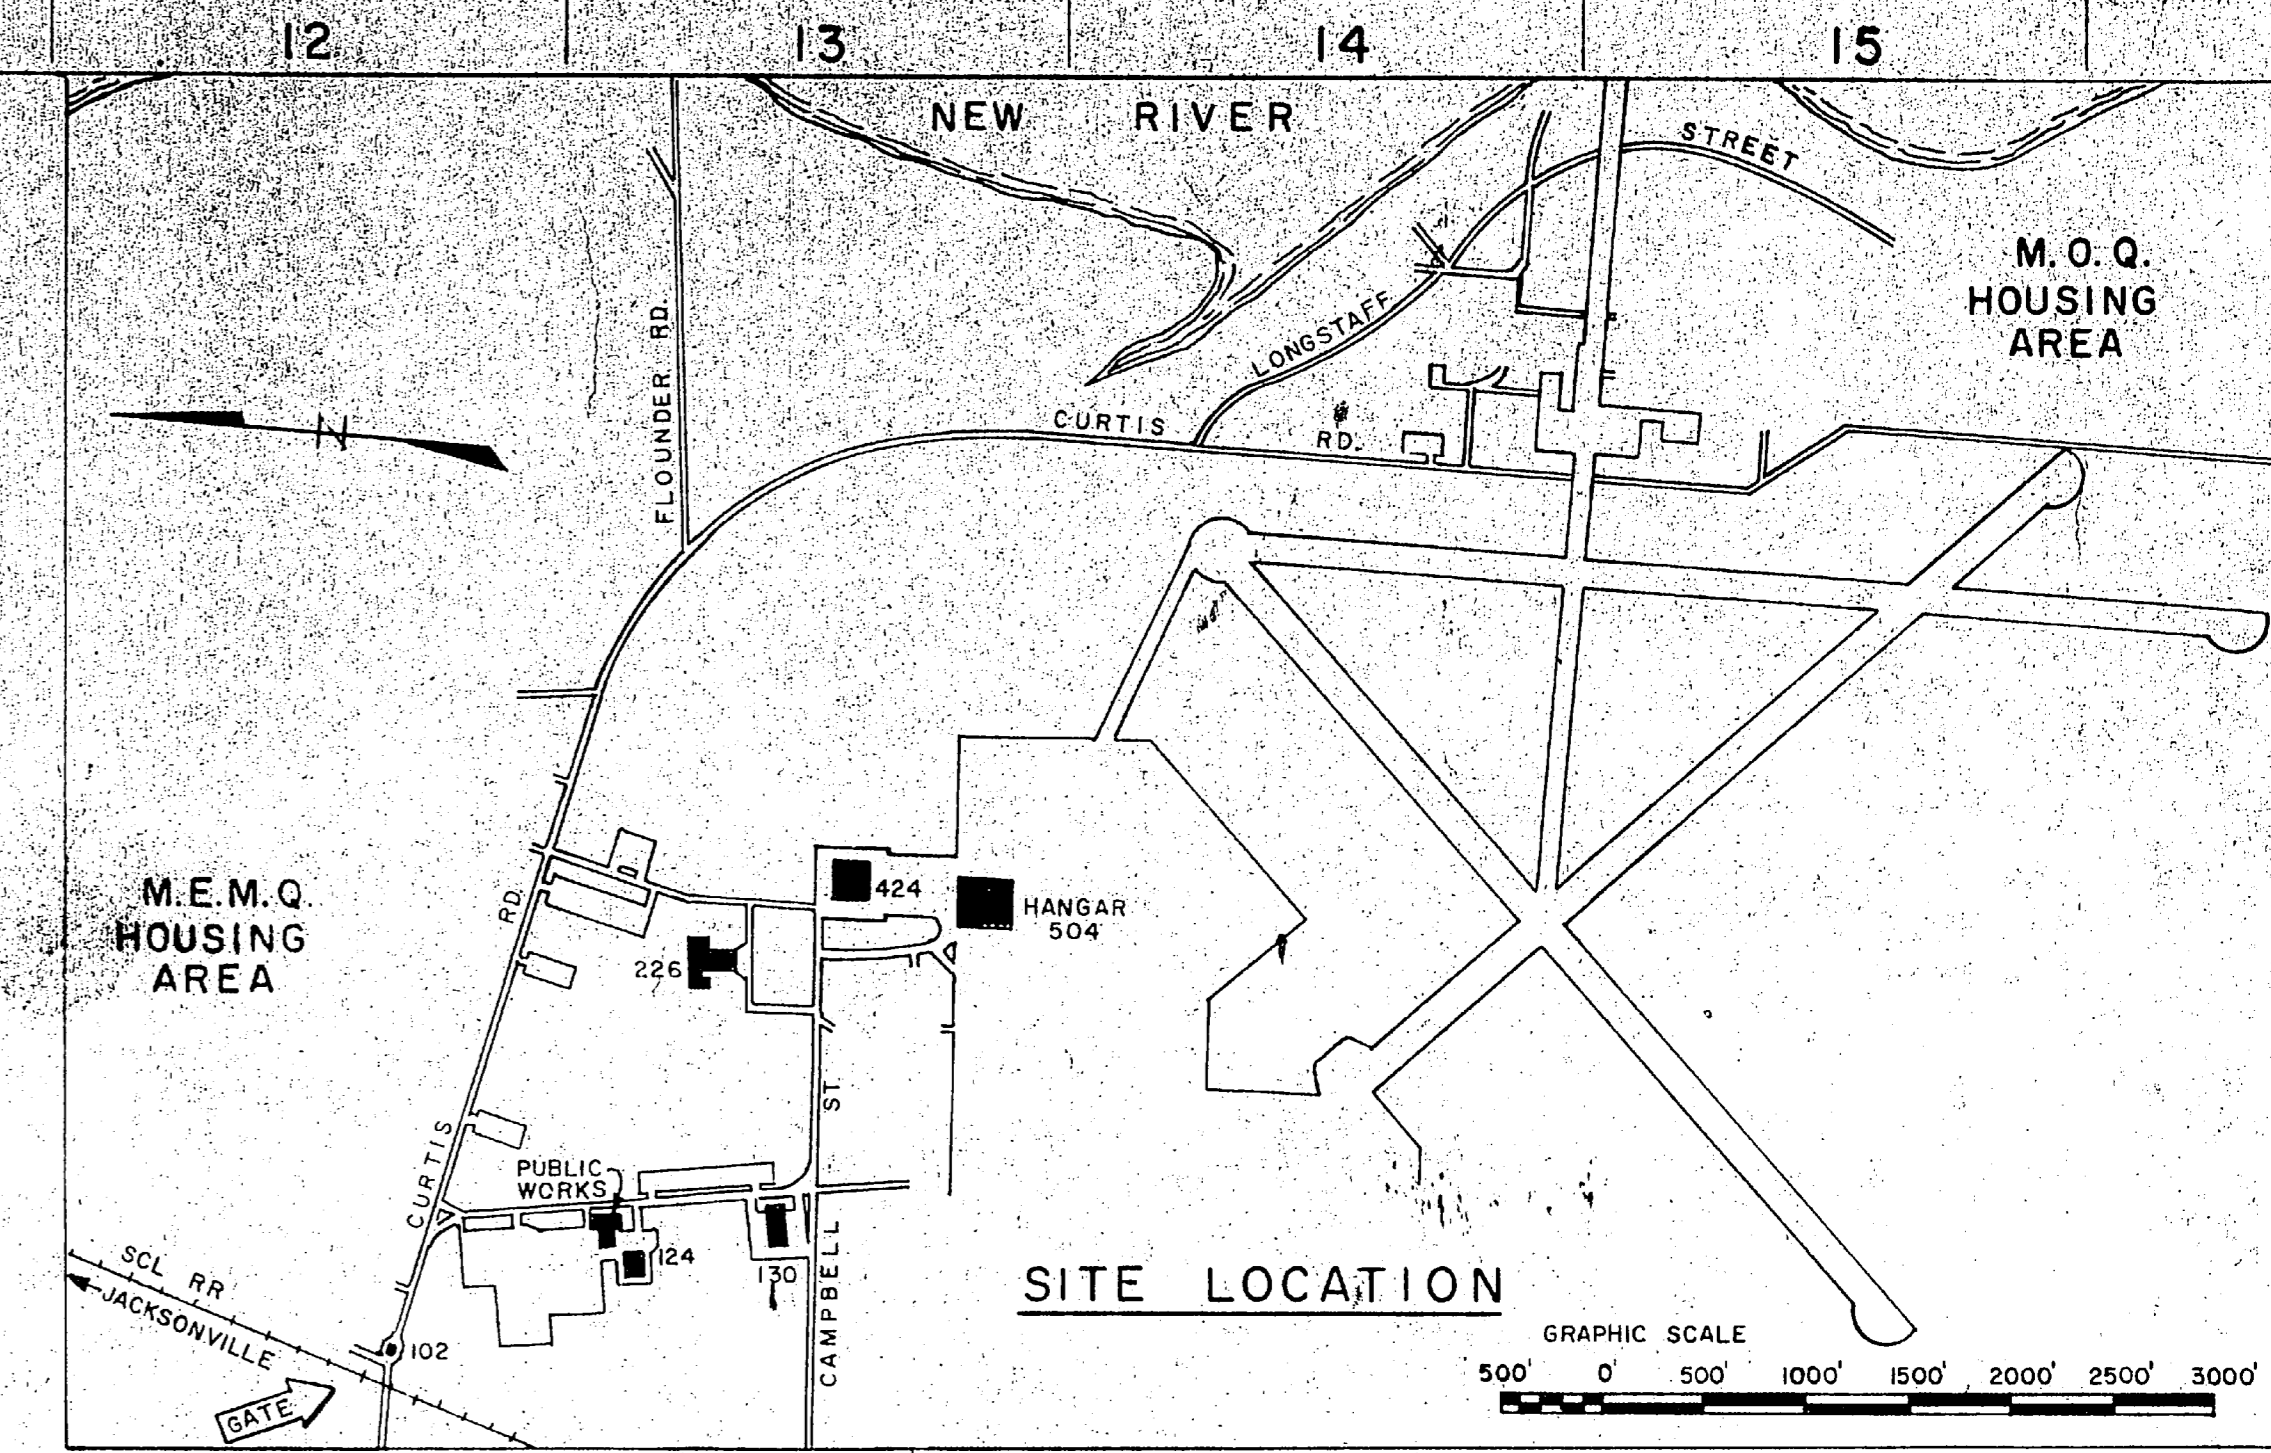 12 13 14 15
NEW RIVER
STREET
M.O.Q.
HOUSING
AREA
FLOUNDER RD.
LONGSTAFF
N
CURTIS
RD.
424
M.E.M.Q.
HOUSING
AREA
RD.
HANGAR
504
226
ST
CURTIS
PUBLIC
WORKS
124
130
CAMPBELL
SCL RR
JACKSONVILLE
SITE LOCATION
102
GATE
GRAPHIC SCALE
500' 0' 500' 1000' 1500' 2000' 2500' 3000'